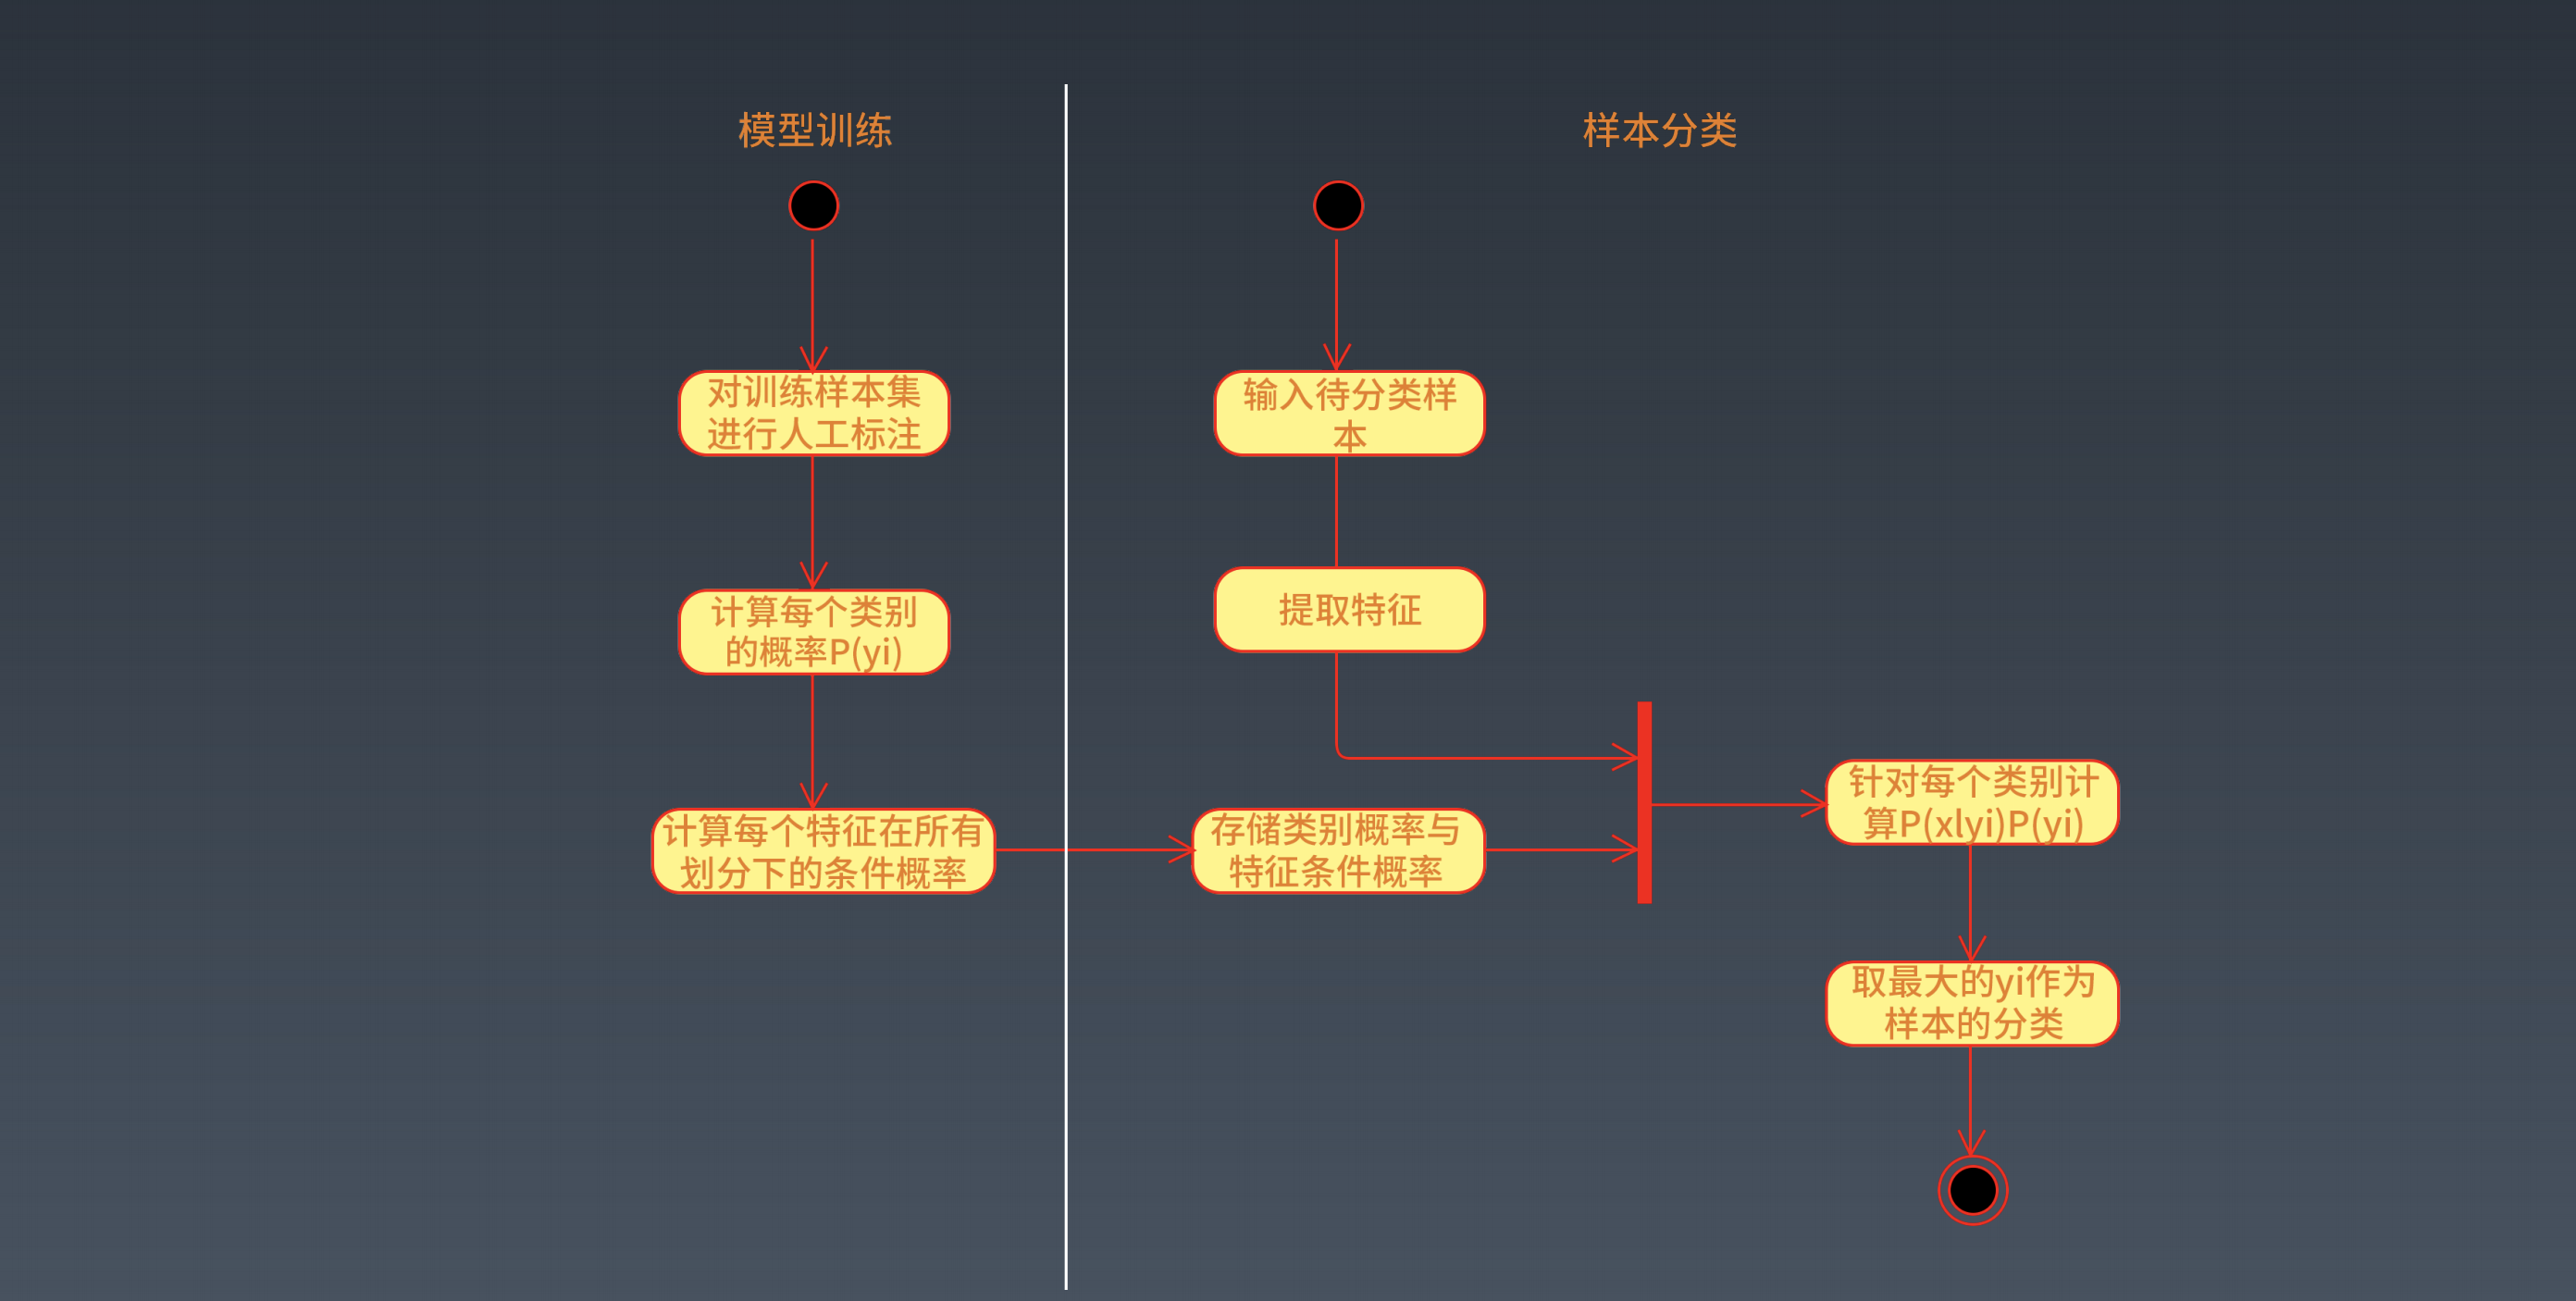 模型训练
对训练样本集
进行人工标注
计算每个类别
的概率P(yi)
计算每个特征在所有
划分下的条件概率
样本分类
输入待分类样
本
提取特征
存储类别概率与
特征条件概率
针对每个类别计
算P(xlyi)P(yi)
取最大的yi作为
样本的分类